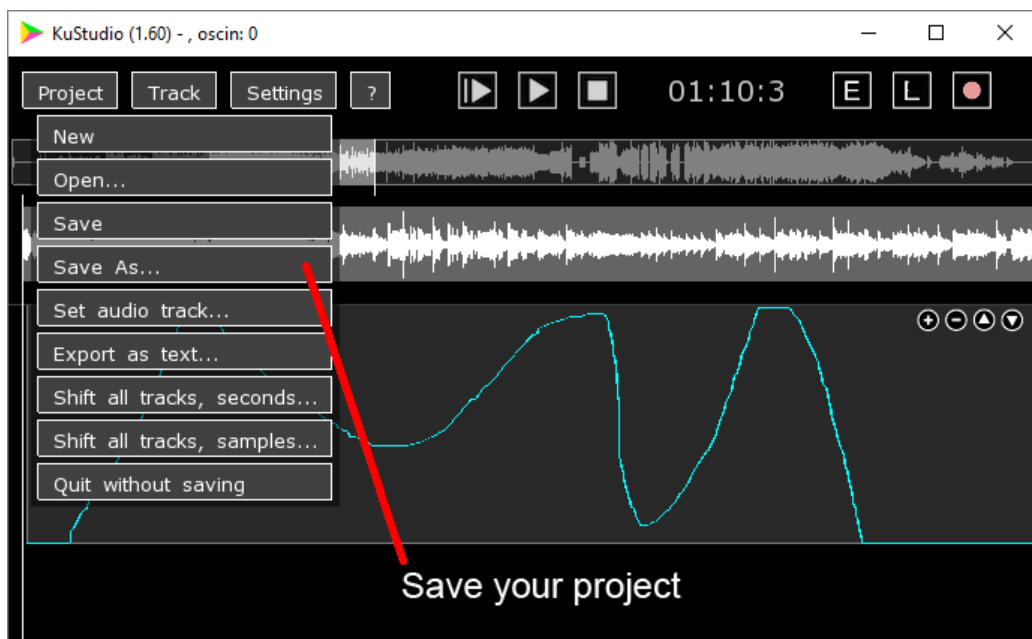 KuStudio (1.60) - , oscin: 0
Project Track Settings ? 01:10:3 E L
New
Open...
Save
Save As...
Set audio track...
Export as text...
Shift all tracks, seconds...
Shift all tracks, samples...
Quit without saving
Save your project